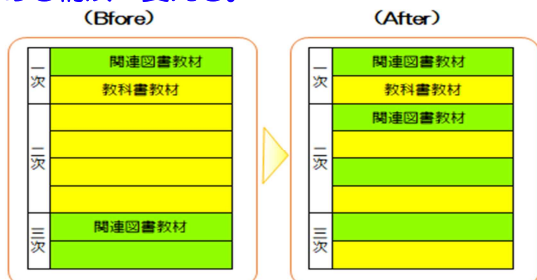 (Bfore)
(After)
一次
関連図書教材
教科書教材
二次
三次
関連図書教材
一次
関連図書教材
教科書教材
関連図書教材
二次
三次